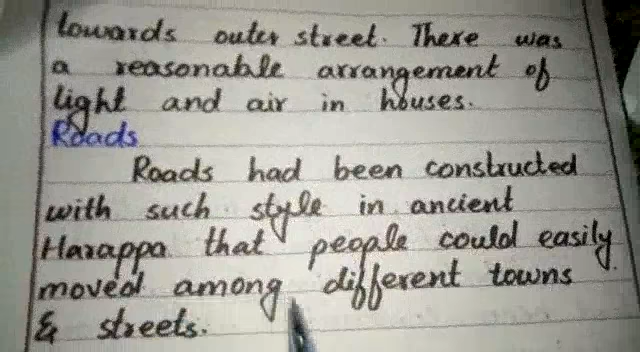 towards outer street. There was
a reasonable arrangement of
light and air in houses.
Roads
Roads had been constructed
with such style in ancient
Harappa that people could easily
moved among different towns
& streets.